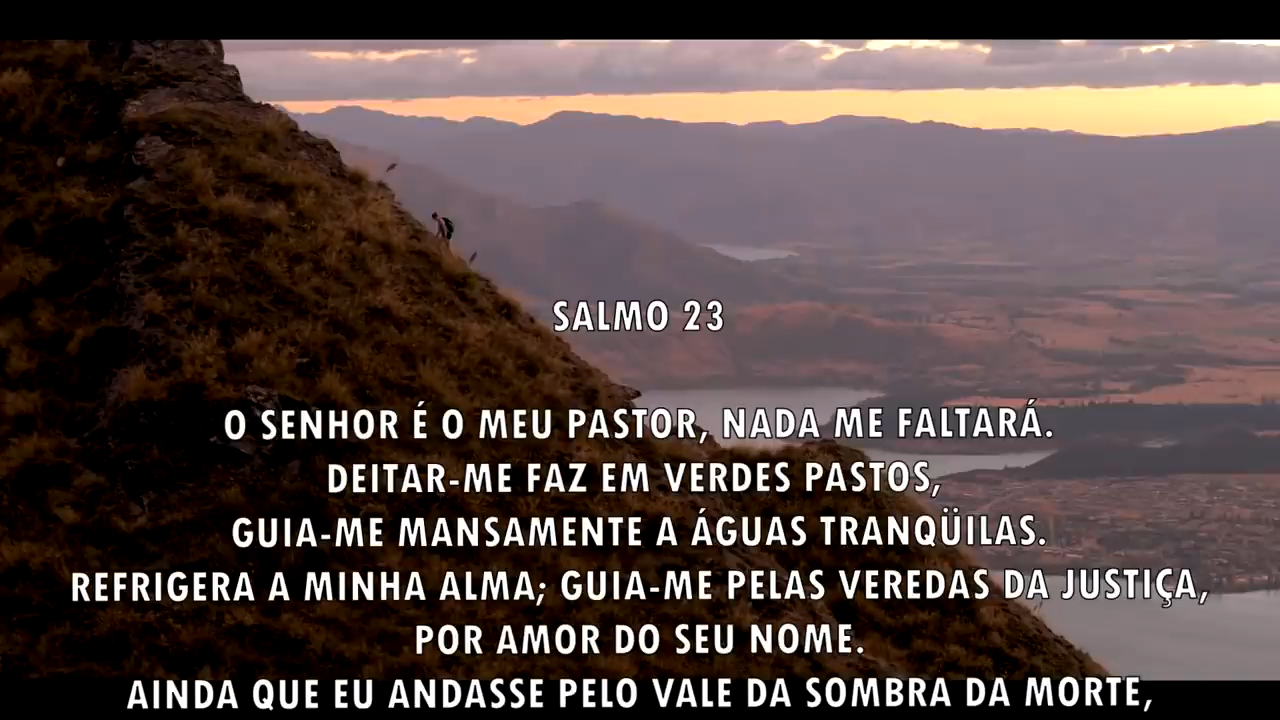 SALMO 23
O SENHOR É O MEU PASTOR, NADA ME FALTARÁ.
DEITAR-ME FAZ EM VERDES PASTOS,
GUIA-ME MANSAMENTE A ÁGUAS TRANQÜILAS.
REFRIGERA A MINHA ALMA; GUIA-ME PELAS VEREDAS DA JUSTIÇA,
POR AMOR DO SEU NOME.
AINDA QUE EU ANDASSE PELO VALE DA SOMBRA DA MORTE,